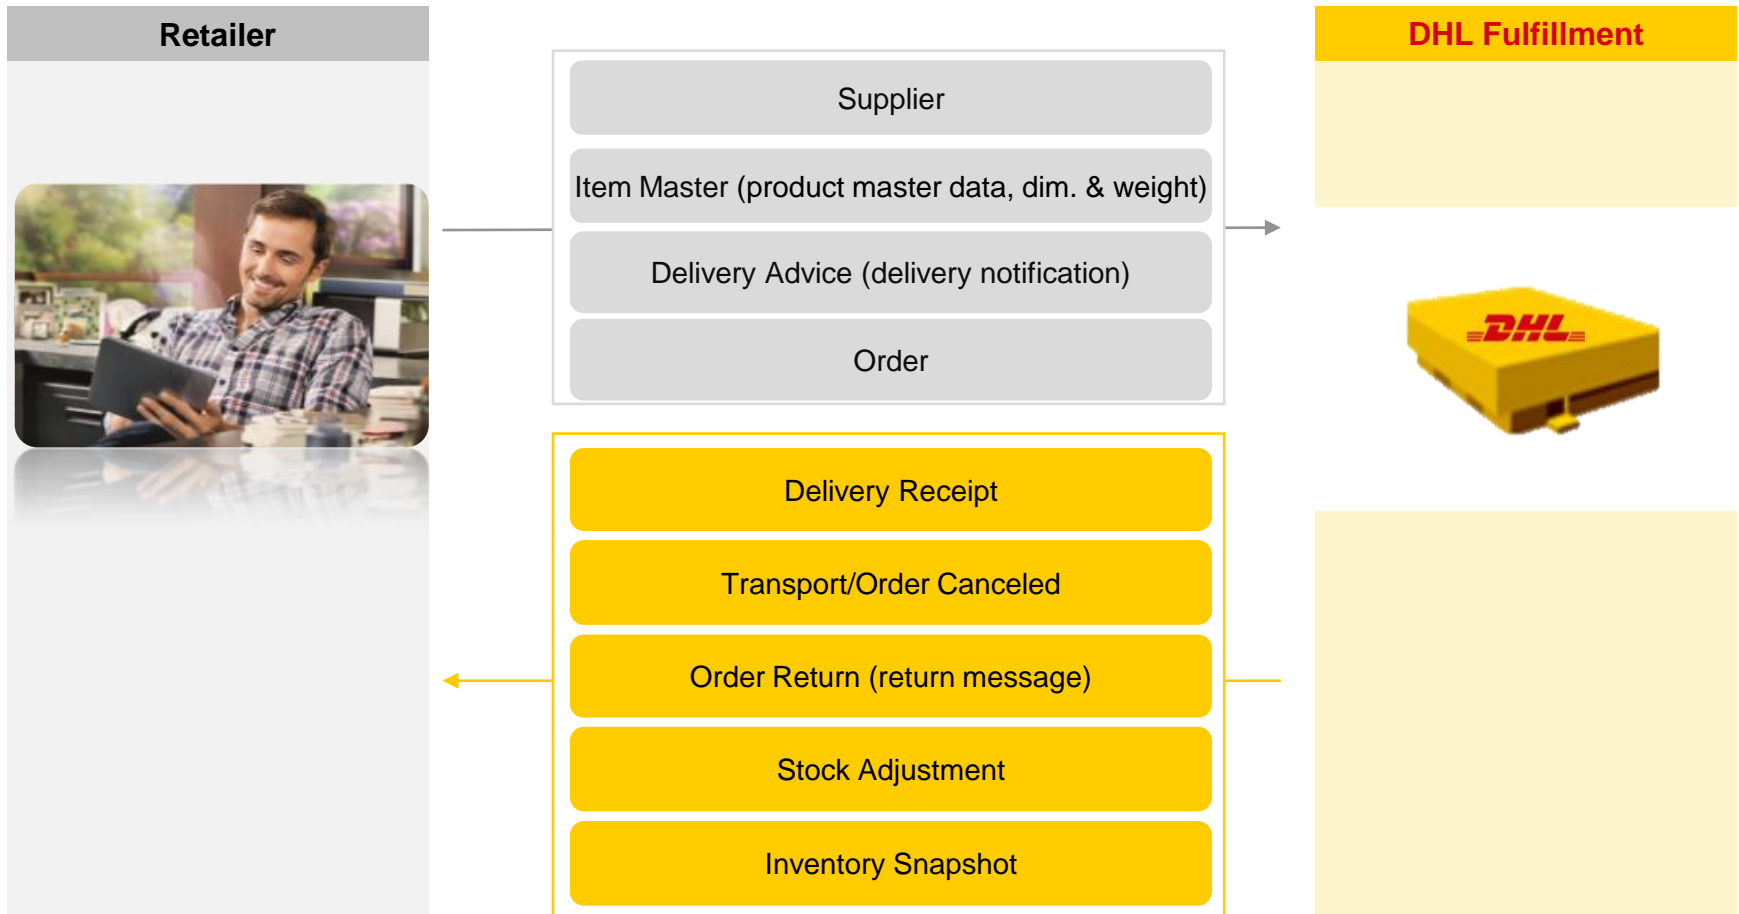 Retailer
DHL Fulfillment
Supplier
Item Master (product master data, dim. & weight)
Delivery Advice (delivery notification)
Order
DHL
Delivery Receipt
Transport/Order Canceled
Order Return (return message)
Stock Adjustment
Inventory Snapshot